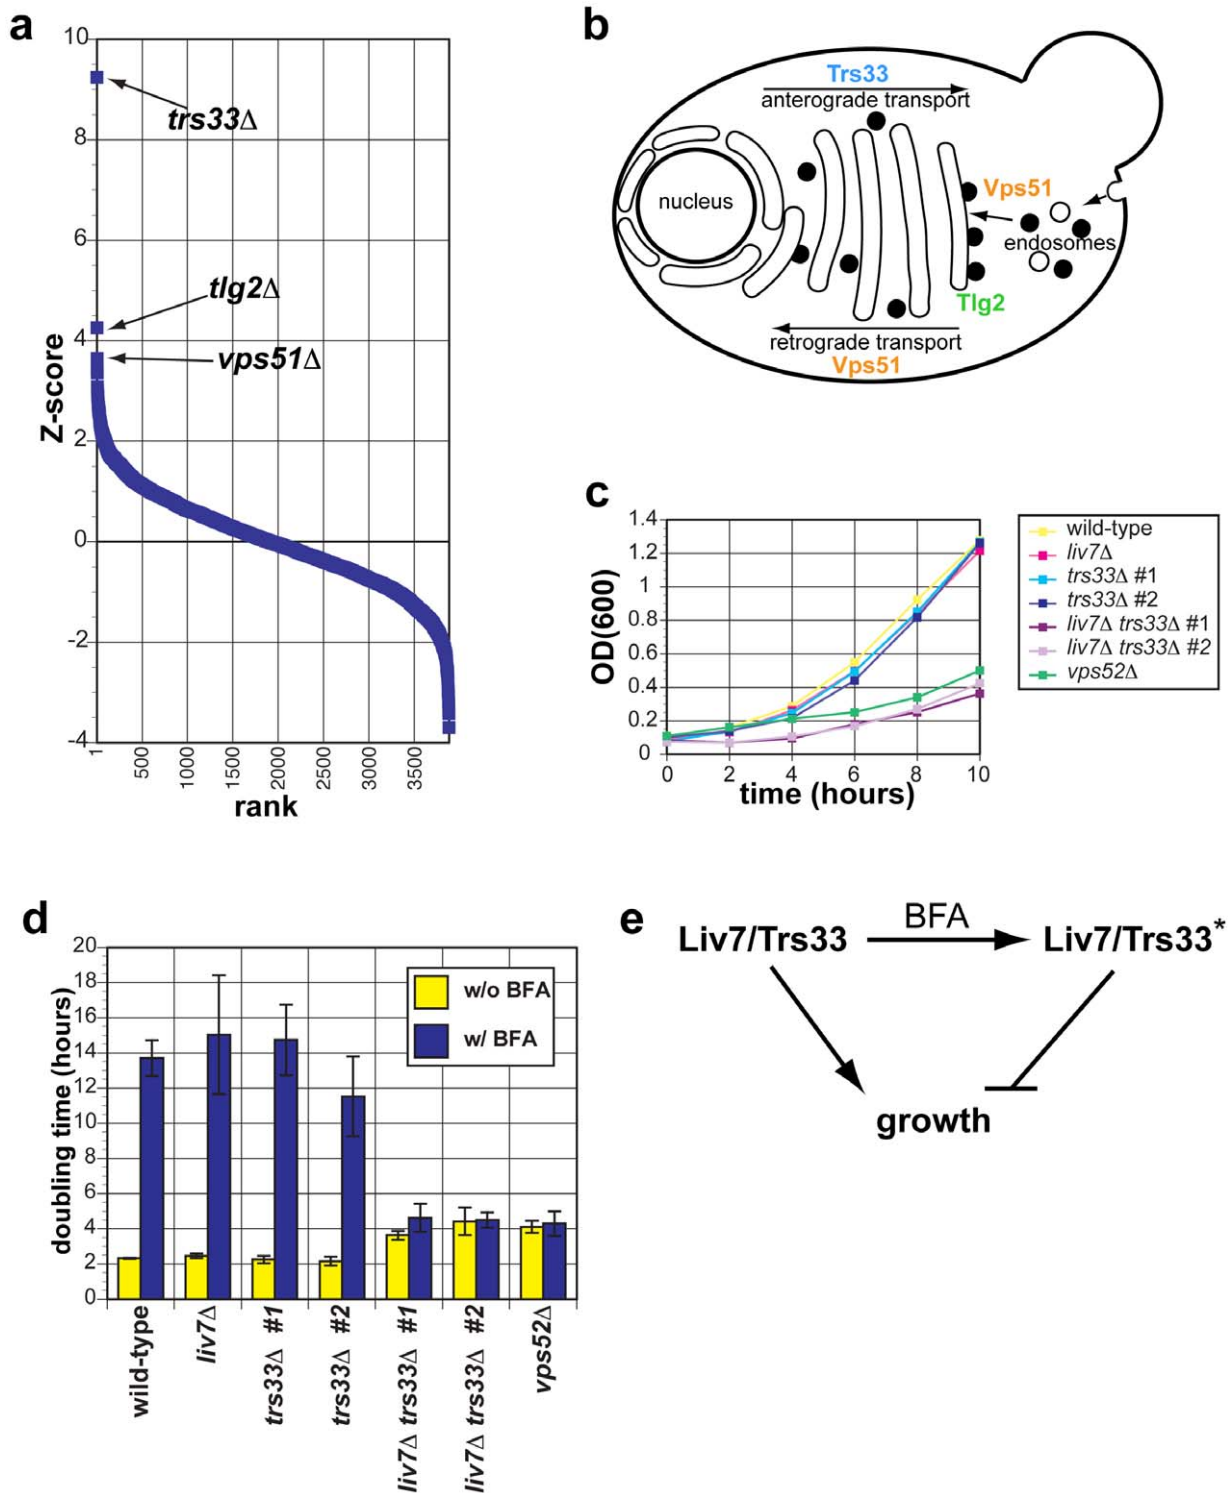 a
10
8
6
4
2
0
-2
-4
Z-score
trs33Δ
tlg2Δ
vps51Δ
1
500
1000
1500
2000
2500
3000
3500
rank
b
Trs33
anterograde transport
nucleus
Vps51
endosomes
Tlg2
retrograde transport
Vps51
c
1.4
1.2
1
0.8
0.6
0.4
0.2
0
OD(600)
0 2 4 6 8 10
time (hours)
wild-type
liv7Δ
trs33Δ #1
trs33Δ #2
liv7Δ trs33Δ #1
liv7Δ trs33Δ #2
vps52Δ
d
20
18
16
14
12
10
8
6
4
2
0
doubling time (hours)
w/o BFA
w/ BFA
wild-type
liv7Δ
trs33Δ #1
trs33Δ #2
liv7Δ trs33Δ #1
liv7Δ trs33Δ #2
vps52Δ
e
BFA
Liv7/Trs33 Liv7/Trs33*
growth